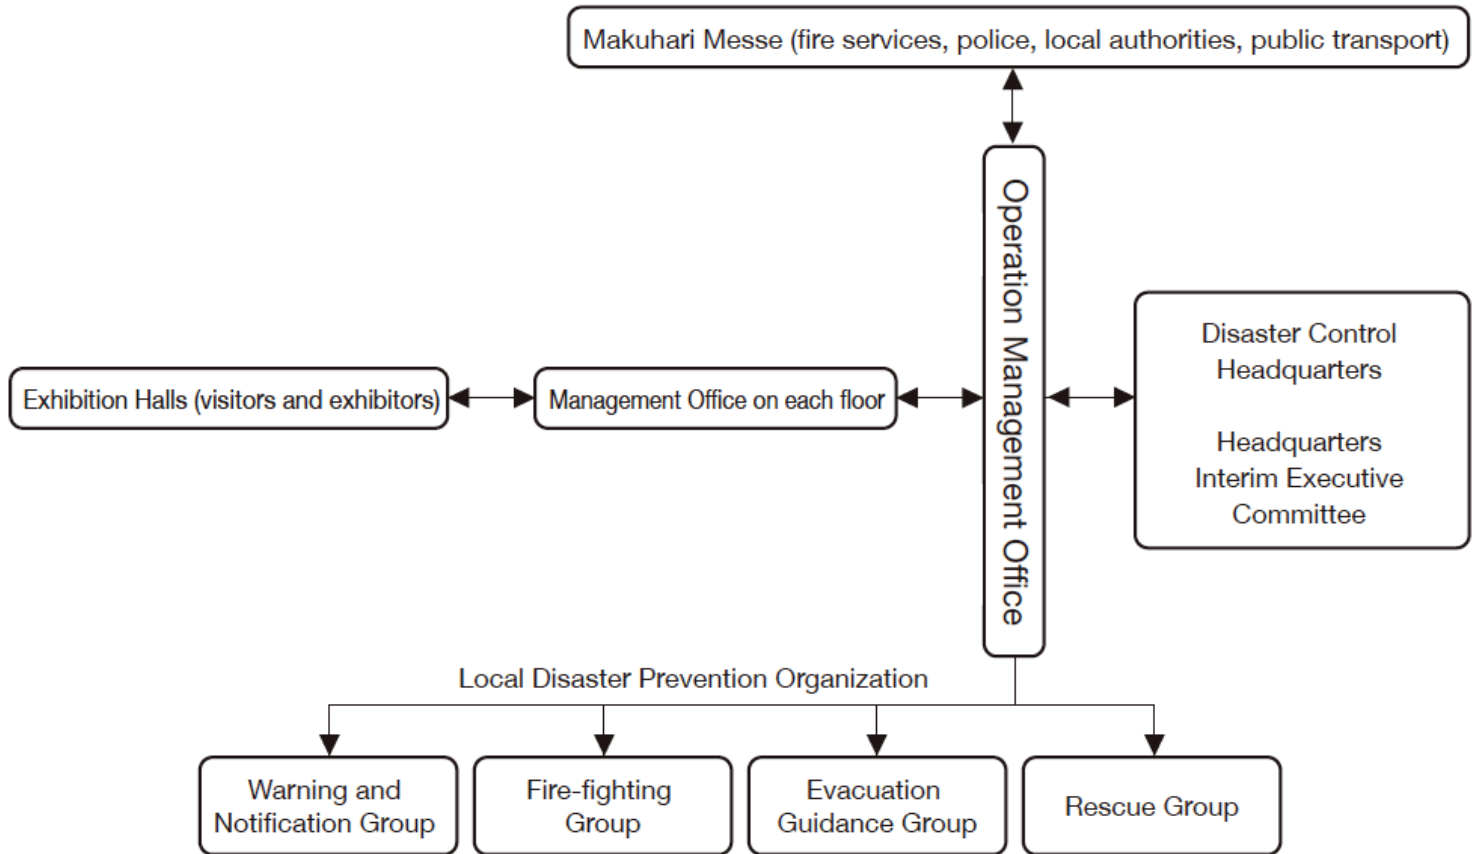 Makuhari Messe (fire services, police, local authorities, public transport)
Operation Management Office
Disaster Control
Headquarters
Headquarters
Interim Executive
Committee
Exhibition Halls (visitors and exhibitors)
Management Office on each floor
Local Disaster Prevention Organization
Warning and
Notification Group
Fire-fighting
Group
Evacuation
Guidance Group
Rescue Group